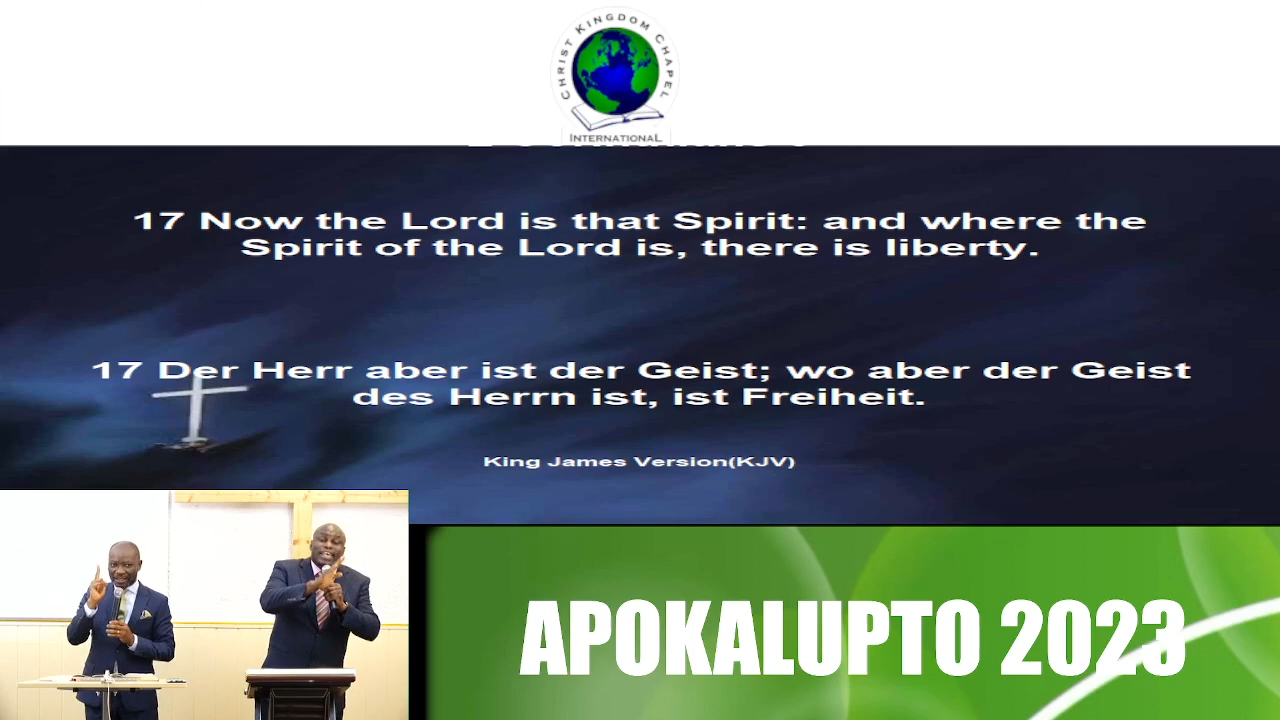 CHRIST KINGDOM CHAPEL
INTERNATIONAL
17 Now the Lord is that Spirit: and where the
Spirit of the Lord is, there is liberty.
17 Der Herr aber ist der Geist; wo aber der Geist
des Herrn ist, ist Freiheit.
King James Version(KJV)
APOKALUPTO 2023